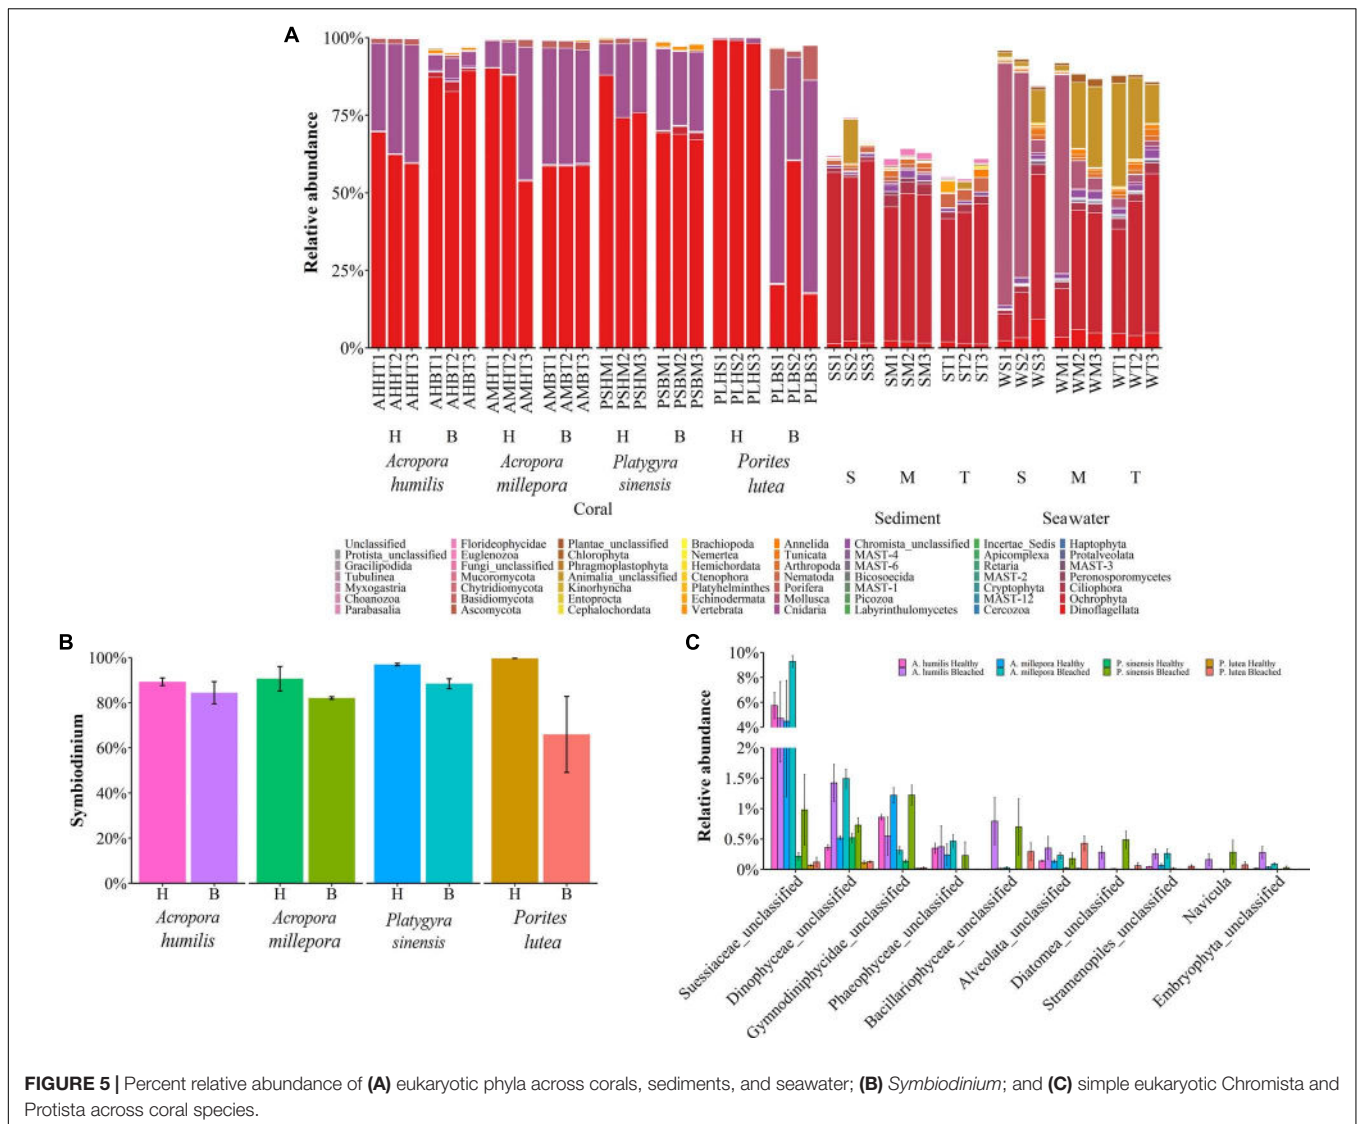 A
100%
75%
50%
25%
0%
Relative abundance
AHHT1 AHHT2 AHHT3 AHBT1 AHBT2 AHBT3 AMHT1 AMHT2 AMHT3 AMBT1 AMBT2 AMBT3 PSHM1 PSHM2 PSHM3 PSBM1 PSBM2 PSBM3 PLHS1 PLHS2 PLHS3 PLBS1 PLBS2 PLBS3 SS1 SS2 SS3 SM1 SM2 SM3 ST1 ST2 ST3 WS1 WS2 WS3 WM1 WM2 WM3 WT1 WT2 WT3
H B H B H B H B
Acropora humilis
Acropora millepora
Platygyra sinensis
Porites lutea
S M T S M T
Coral
Sediment
Seawater
Unclassified
Protista_unclassified
Gracilipodida
Tubulinea
Myxogastria
Choanozoa
Parabasalia
Florideophycidae
Euglenozoa
Fungi_unclassified
Mucoromycota
Chytridiomycota
Basidiomycota
Ascomycota
Plantae_unclassified
Chlorophyta
Phragmoplastophyta
Animalia_unclassified
Kinorhyncha
Entoprocta
Cephalochordata
Brachiopoda
Nemertea
Hemichordata
Ctenophora
Platyhelminthes
Echinodermata
Vertebrata
Annelida
Tunicata
Arthropoda
Nematoda
Porifera
Mollusca
Cnidaria
Chromista_unclassified
MAST-4
MAST-6
Bicosoecida
MAST-1
Picozoa
Labyrinthulomycetes
Incertae_Sedis
Apicomplexa
Retaria
MAST-2
Cryptophyta
MAST-12
Cercozoa
Haptophyta
Protalveolata
MAST-3
Peronosporomycetes
Ciliophora
Ochrophyta
Dinoflagellata
B
100%
80%
60%
40%
20%
0%
Symbiodinium
H B H B H B H B
Acropora humilis
Acropora millepora
Platygyra sinensis
Porites lutea
C
10%
8%
6%
4%
2%
1.5%
1%
0.5%
0%
Relative abundance
A. humilis Healthy
A. humilis Bleached
A. millepora Healthy
A. millepora Bleached
P. sinensis Healthy
P. sinensis Bleached
P. lutea Healthy
P. lutea Bleached
Suessiaceae_unclassified
Dinophyceae_unclassified
Gymnodiniphycidae_unclassified
Phaeophyceae_unclassified
Bacillariophyceae_unclassified
Alveolata_unclassified
Diatomea_unclassified
Stramenopiles_unclassified
Navicula
Embryophyta_unclassified
FIGURE 5 | Percent relative abundance of (A) eukaryotic phyla across corals, sediments, and seawater; (B) Symbiodinium; and (C) simple eukaryotic Chromista and
Protista across coral species.